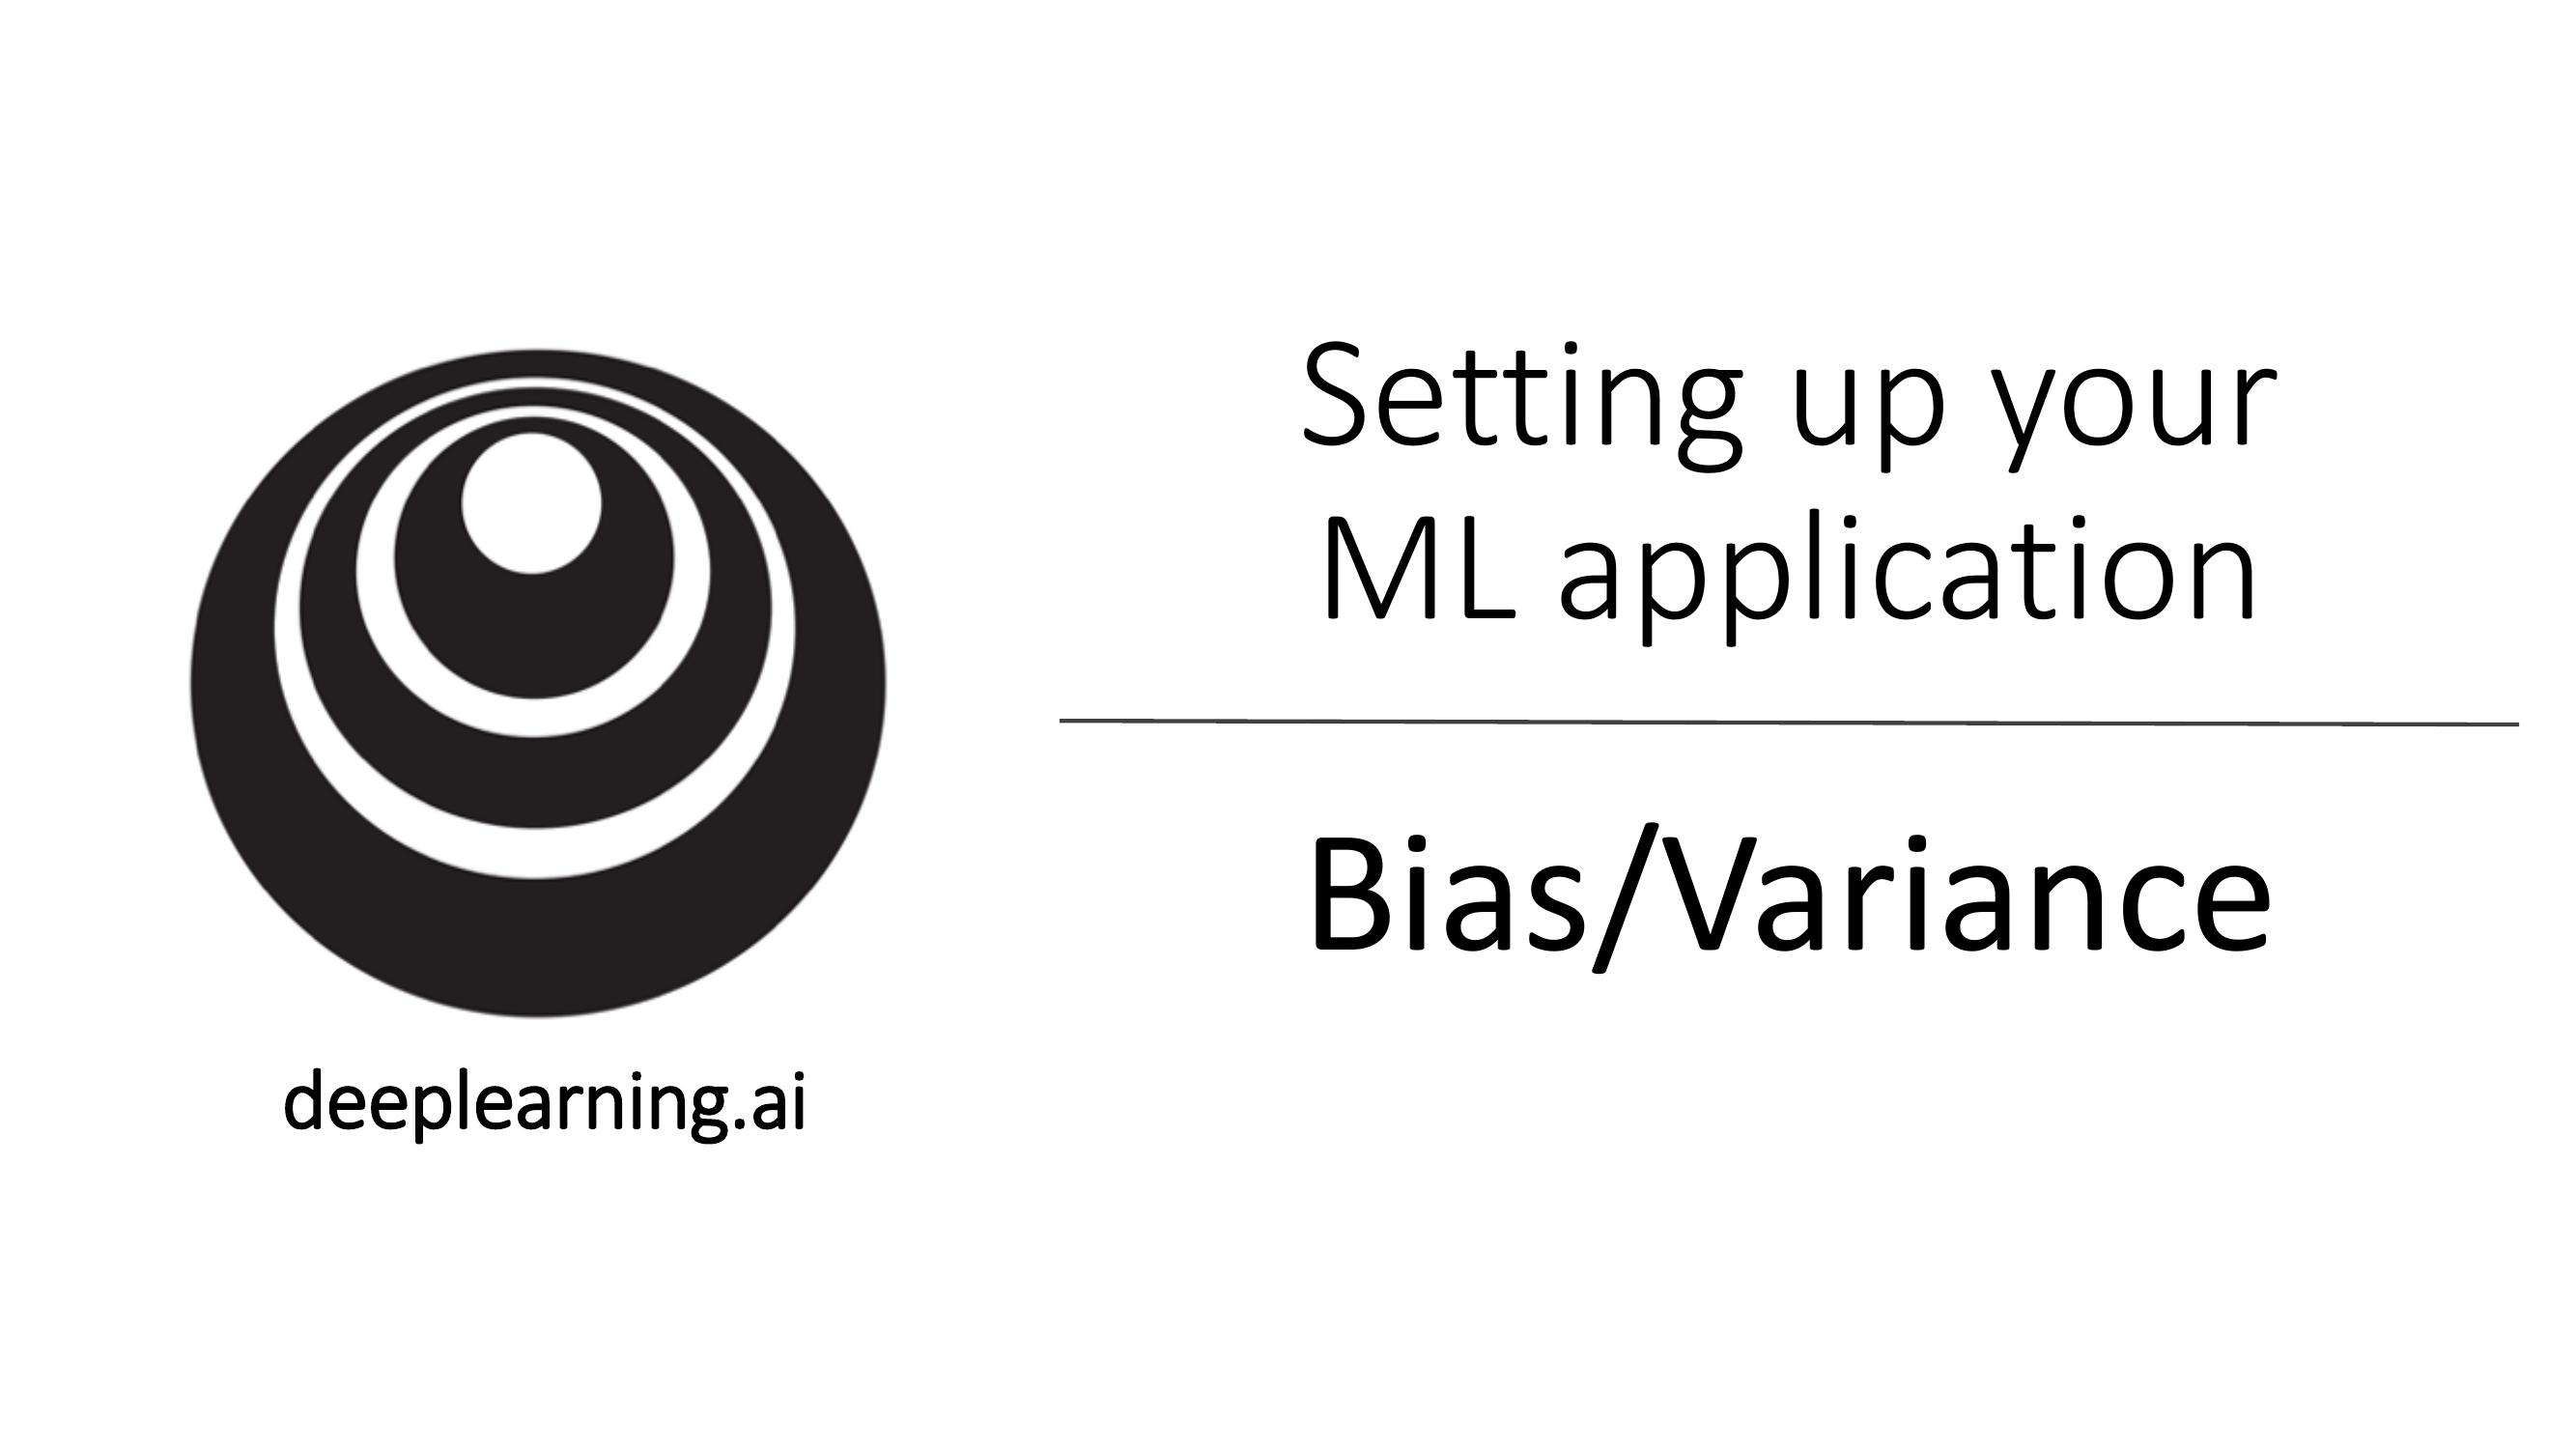 Setting up your
ML application
Bias/Variance
deeplearning.ai